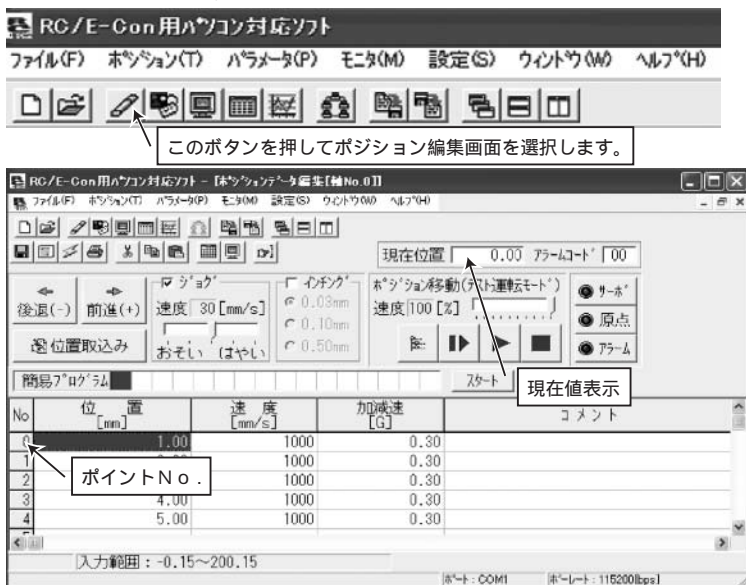 RC/E-Con用パソコン対応ソフト
ファイル(F) ポジション(T) パラメータ(P) モニタ(M) 設定(S) ウィンドウ(W) ヘルプ(H)
このボタンを押してポジション編集画面を選択します。
RC/E-Con用パソコン対応ソフト - [ポジションデータ編集[軸No.0]]
ファイル(F) ポジション(T) パラメータ(P) モニタ(M) 設定(S) ウィンドウ(W) ヘルプ(H)
現在位置 0.00 アラームコード 00
後退(-) 前進(+)
位置取込み
ジョグ
速度 30 [mm/s]
おそい はやい
インチング
0.03mm
0.10mm
0.50mm
ポジション移動(テスト運転モード)
速度 100 [%]
サーボ
原点
アラーム
簡易プログラム スタート
現在値表示
No 位 置 [mm] 速 度 [mm/s] 加減速 [G] コメント
0 1.00 1000 0.30
1 1000 0.30
2 1000 0.30
3 4.00 1000 0.30
4 5.00 1000 0.30
ポイントNo.
入力範囲:-0.15~200.15
ポート:COM1 ボーレート:115200[bps]